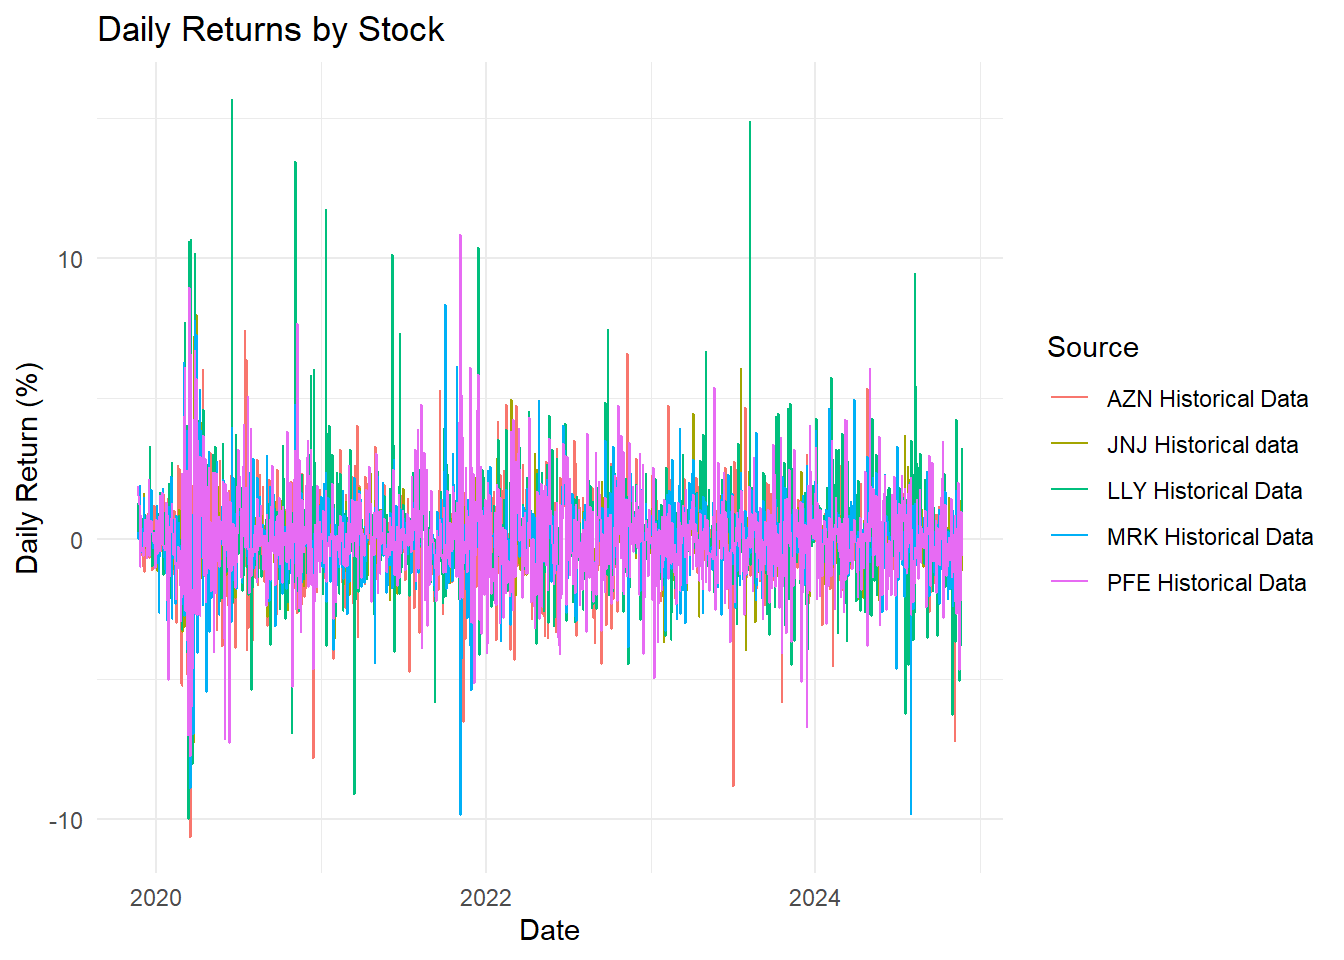 Daily Returns by Stock
Daily Return (%)
10
0
-10
2020
2022
2024
Date
Source
AZN Historical Data
JNJ Historical data
LLY Historical Data
MRK Historical Data
PFE Historical Data